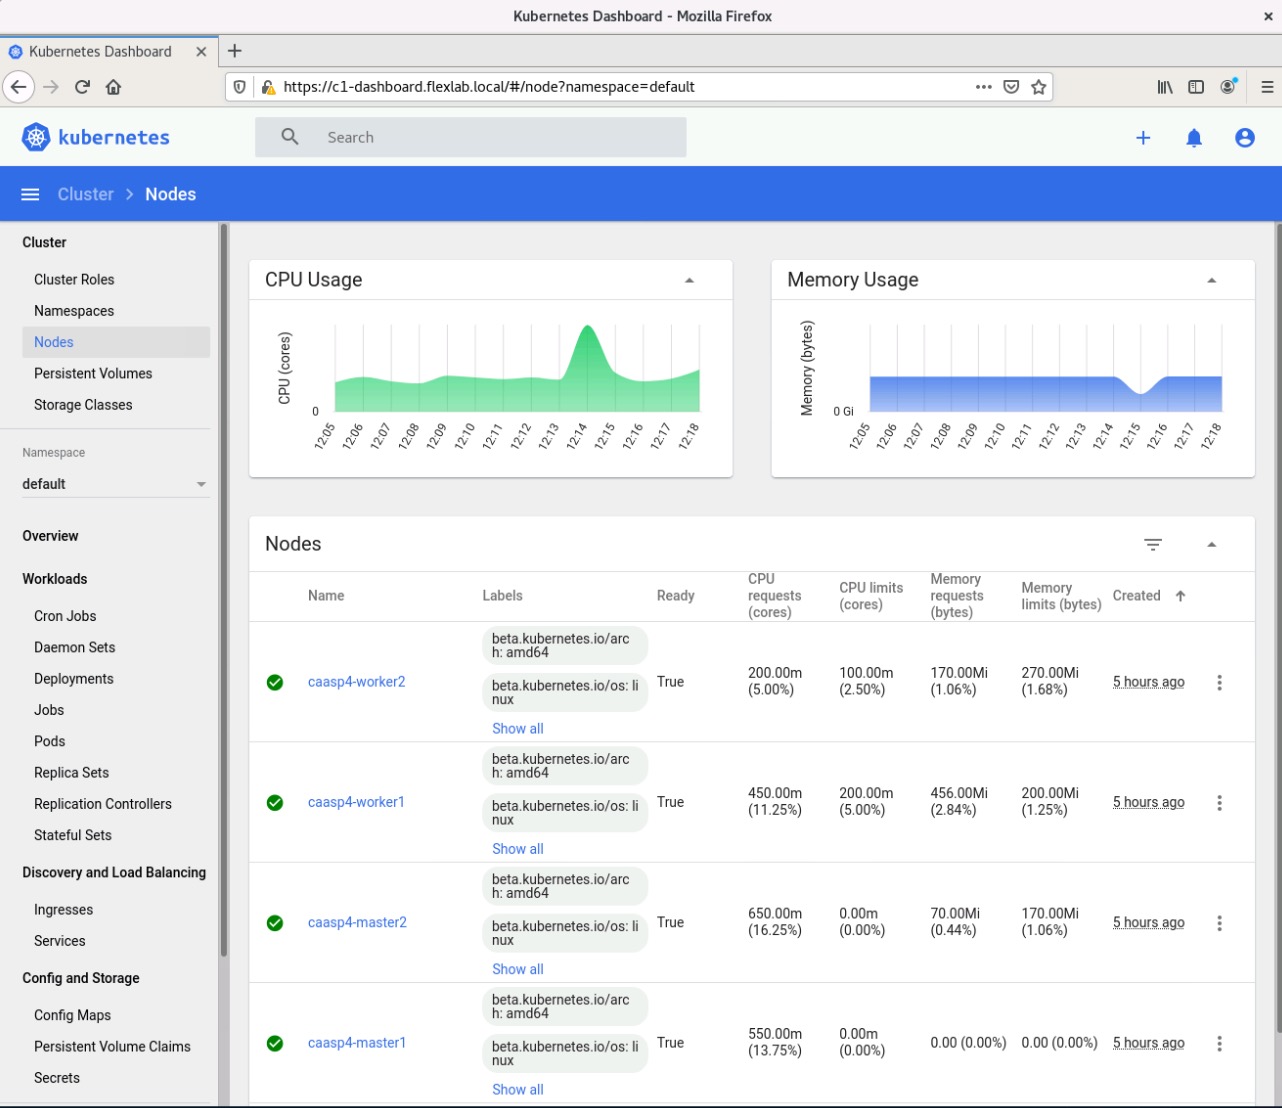 Kubernetes Dashboard - Mozilla Firefox
Kubernetes Dashboard
https://c1-dashboard.flexlab.local/#/node?namespace=default
kubernetes
Search
Cluster > Nodes
Cluster
Cluster Roles
Namespaces
Nodes
Persistent Volumes
Storage Classes
Namespace
default
Overview
Workloads
Cron Jobs
Daemon Sets
Deployments
Jobs
Pods
Replica Sets
Replication Controllers
Stateful Sets
Discovery and Load Balancing
Ingresses
Services
Config and Storage
Config Maps
Persistent Volume Claims
Secrets
CPU Usage
CPU (cores)
0
12:05 12:06 12:07 12:08 12:09 12:10 12:11 12:12 12:13 12:14 12:15 12:16 12:17 12:18
Memory Usage
Memory (bytes)
0 Gi
12:05 12:06 12:07 12:08 12:09 12:10 12:11 12:12 12:13 12:14 12:15 12:16 12:17 12:18
Nodes
Name
Labels
Ready
CPU
requests
(cores)
CPU limits
(cores)
Memory
requests
(bytes)
Memory
limits (bytes)
Created
caasp4-worker2
beta.kubernetes.io/arc
h: amd64
beta.kubernetes.io/os: li
nux
Show all
True
200.00m
(5.00%)
100.00m
(2.50%)
170.00Mi
(1.06%)
270.00Mi
(1.68%)
5 hours ago
caasp4-worker1
beta.kubernetes.io/arc
h: amd64
beta.kubernetes.io/os: li
nux
Show all
True
450.00m
(11.25%)
200.00m
(5.00%)
456.00Mi
(2.84%)
200.00Mi
(1.25%)
5 hours ago
caasp4-master2
beta.kubernetes.io/arc
h: amd64
beta.kubernetes.io/os: li
nux
Show all
True
650.00m
(16.25%)
0.00m
(0.00%)
70.00Mi
(0.44%)
170.00Mi
(1.06%)
5 hours ago
caasp4-master1
beta.kubernetes.io/arc
h: amd64
beta.kubernetes.io/os: li
nux
Show all
True
550.00m
(13.75%)
0.00m
(0.00%)
0.00 (0.00%)
0.00 (0.00%)
5 hours ago